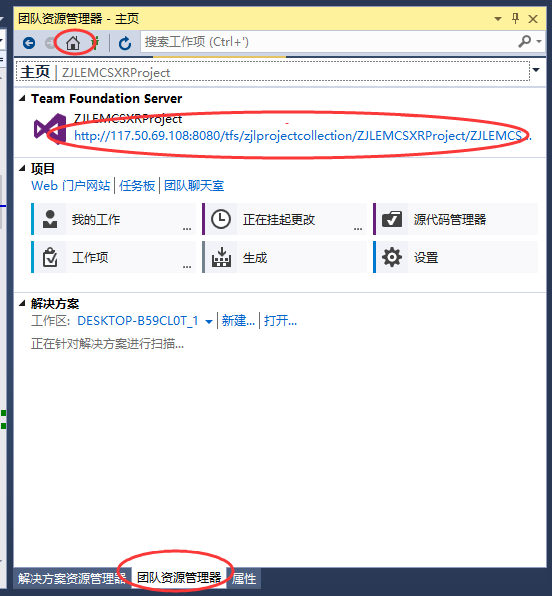 团队资源管理器 - 主页
搜索工作项 (Ctrl+')
主页 | ZJLEMCSXRProject
Team Foundation Server
ZJLEMCSXRProject
http://117.50.69.108:8080/tfs/zjlprojectcollection/ZJLEMCSXRProject/ZJLEMCS...
项目
Web 门户网站 | 任务板 | 团队聊天室
我的工作 ... 正在挂起更改 ... 源代码管理器
工作项 ... 生成 设置
解决方案
工作区: DESKTOP-B59CL0T_1 | 新建... | 打开...
正在针对解决方案进行扫描...
解决方案资源管理器 团队资源管理器 属性